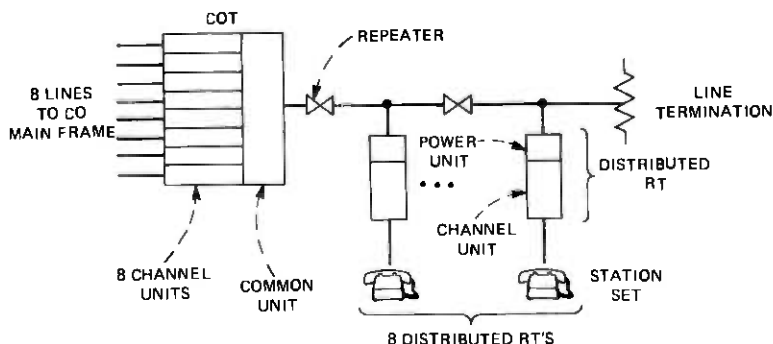 COT
REPEATER
8 LINES
TO CO
MAIN FRAME
LINE
TERMINATION
POWER
UNIT
DISTRIBUTED
RT
CHANNEL
UNIT
8 CHANNEL
UNITS
COMMON
UNIT
STATION
SET
8 DISTRIBUTED RT'S